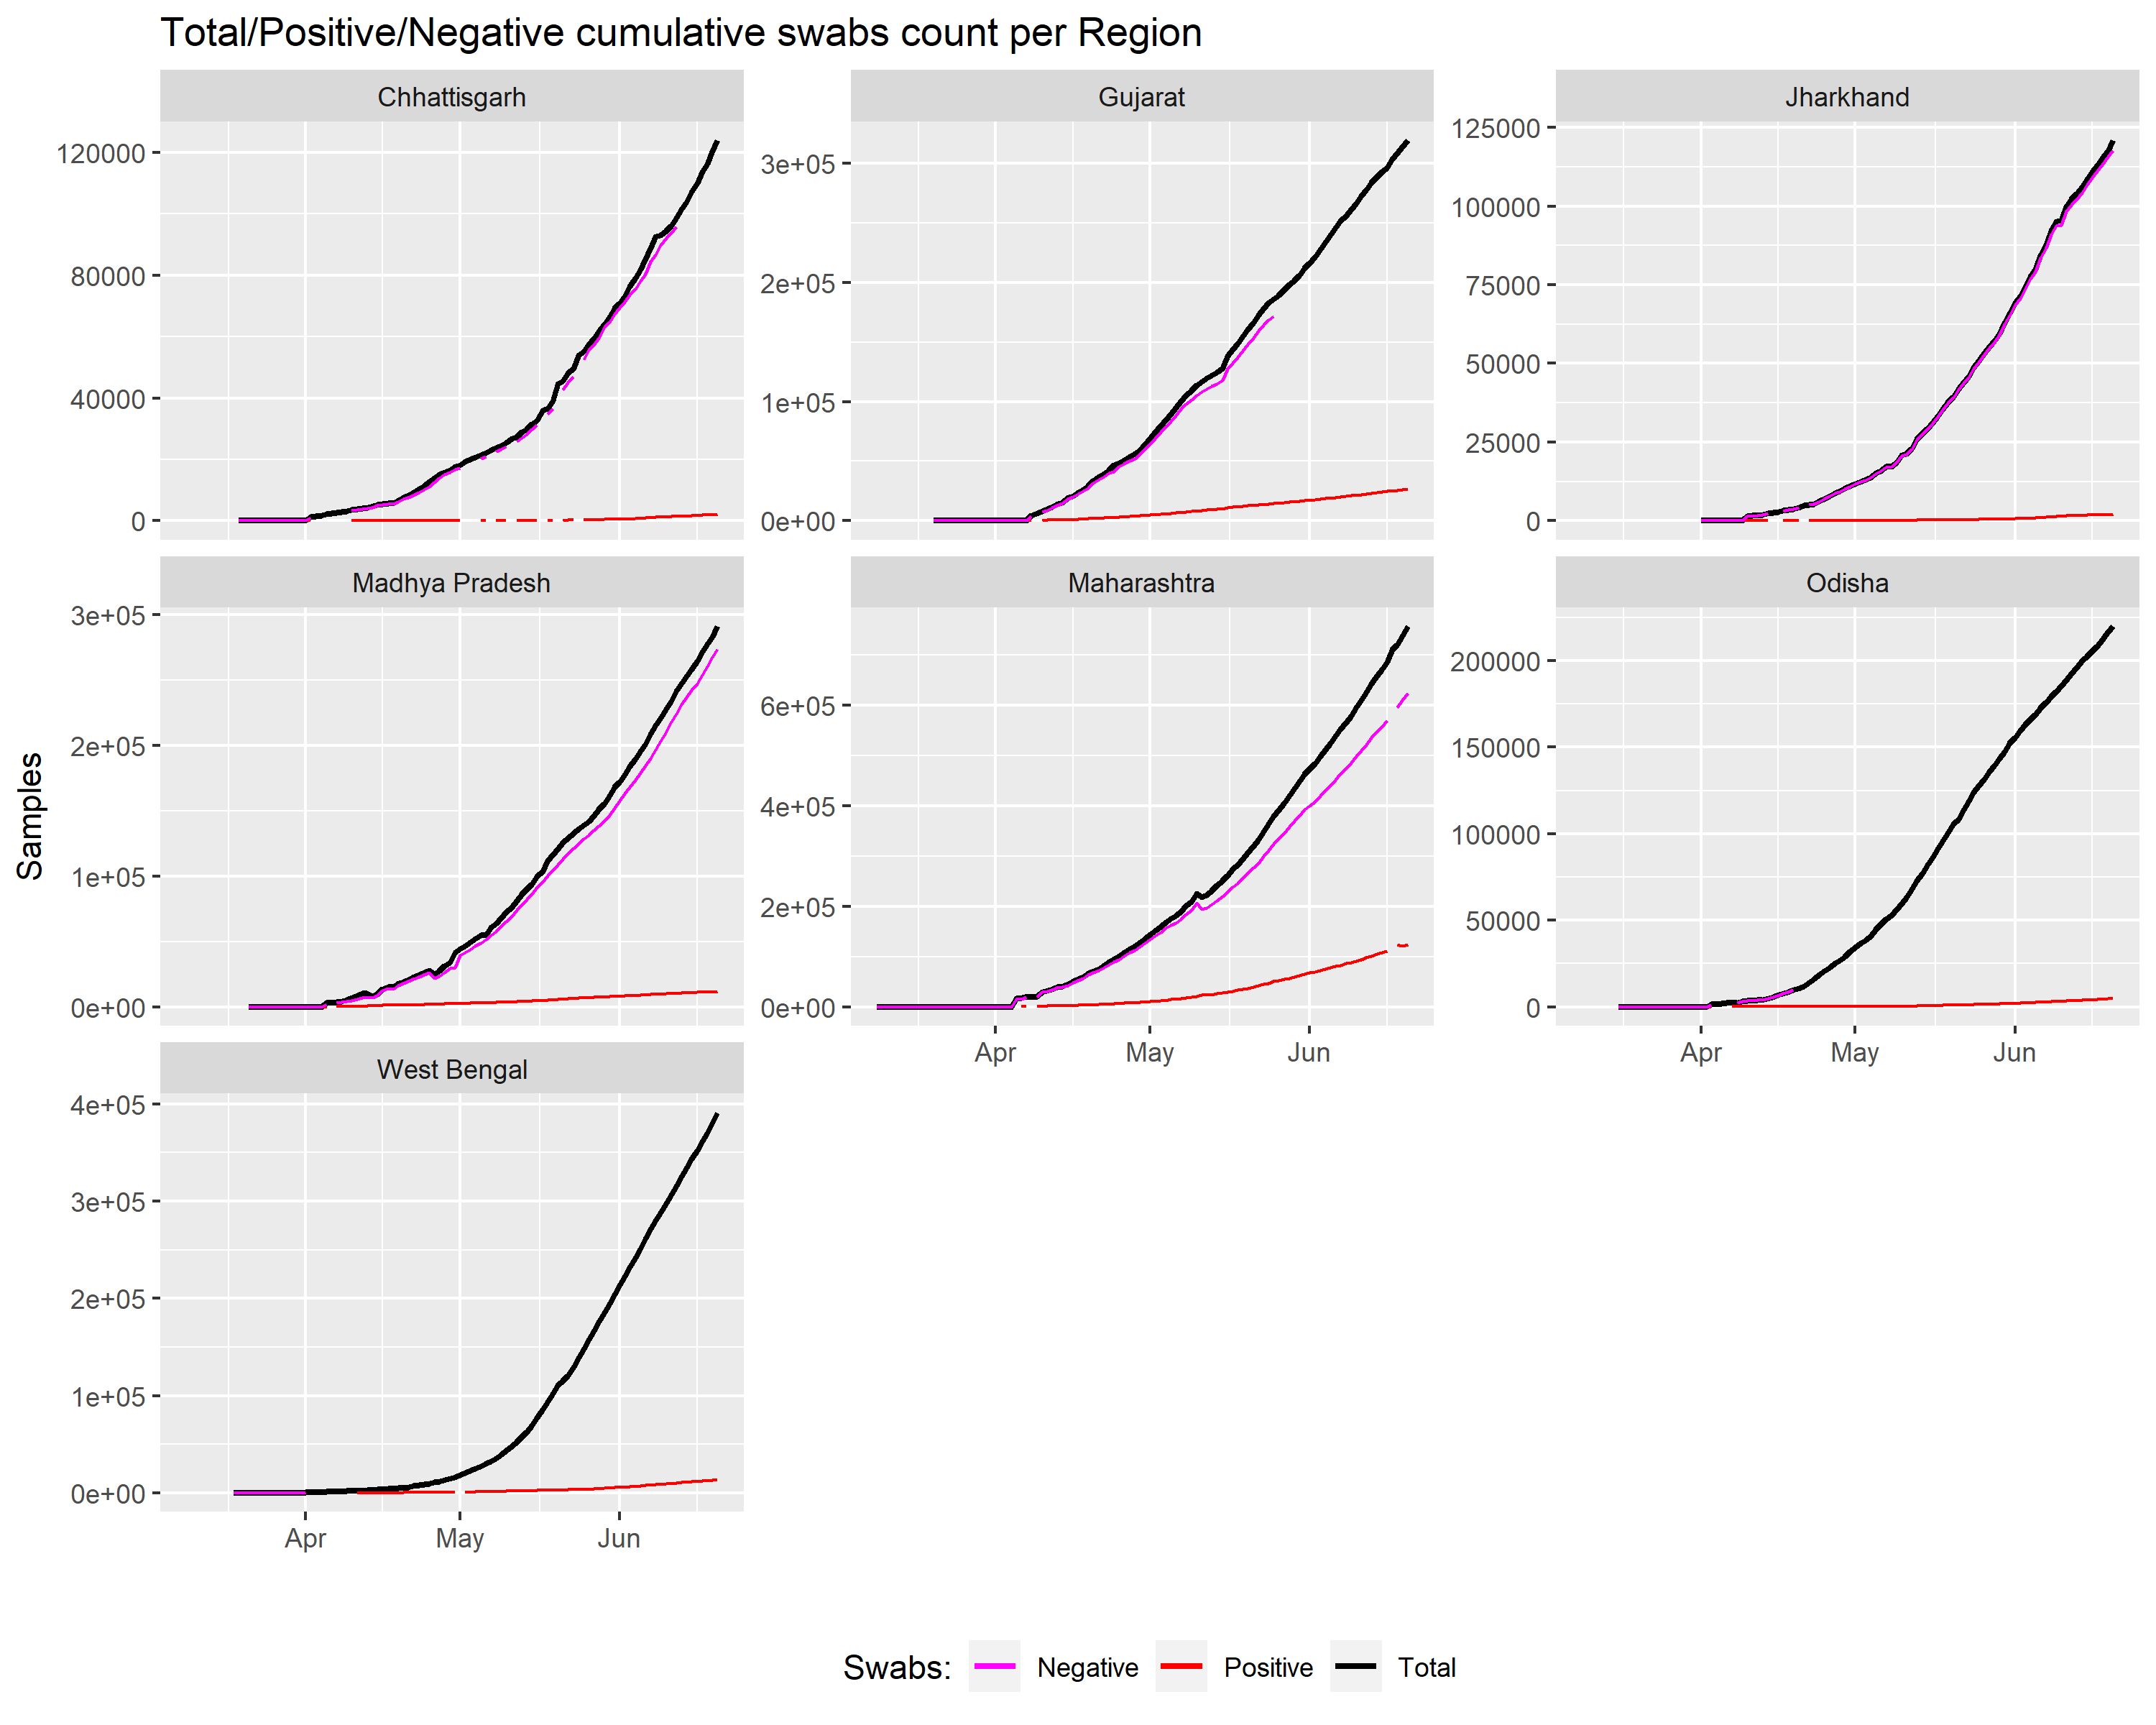 Total/Positive/Negative cumulative swabs count per Region
Chhattisgarh
120000
80000
40000
0
Gujarat
3e+05
2e+05
1e+05
0e+00
Jharkhand
125000
100000
75000
50000
25000
0
Samples
Madhya Pradesh
3e+05
2e+05
1e+05
0e+00
Maharashtra
6e+05
4e+05
2e+05
0e+00
Apr May Jun
Odisha
200000
150000
100000
50000
0
Apr May Jun
West Bengal
4e+05
3e+05
2e+05
1e+05
0e+00
Apr May Jun
Swabs: Negative Positive Total